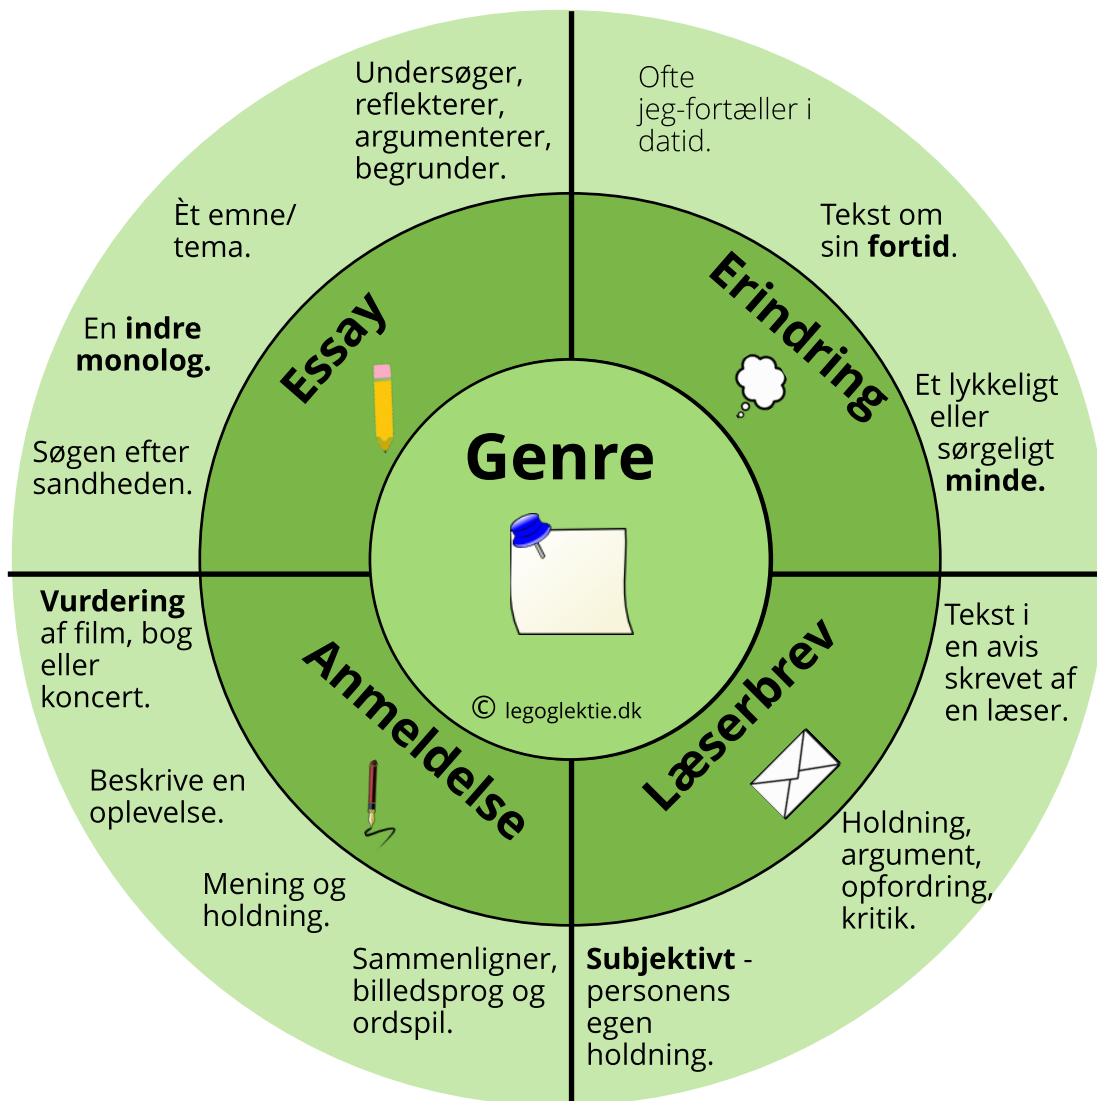 Genre
© legoglektie.dk
Essay
Undersøger,
reflekterer,
argumenterer,
begrunder.
Èt emne/
tema.
En indre
monolog.
Søgen efter
sandheden.
Erindring
Ofte
jeg-fortæller i
datid.
Tekst om
sin fortid.
Et lykkeligt
eller
sørgeligt
minde.
Anmeldelse
Vurdering
af film, bog
eller
koncert.
Beskrive en
oplevelse.
Mening og
holdning.
Sammenligner,
billedsprog og
ordspil.
Læserbrev
Tekst i
en avis
skrevet af
en læser.
Holdning,
argument,
opfordring,
kritik.
Subjektivt -
personens
egen
holdning.